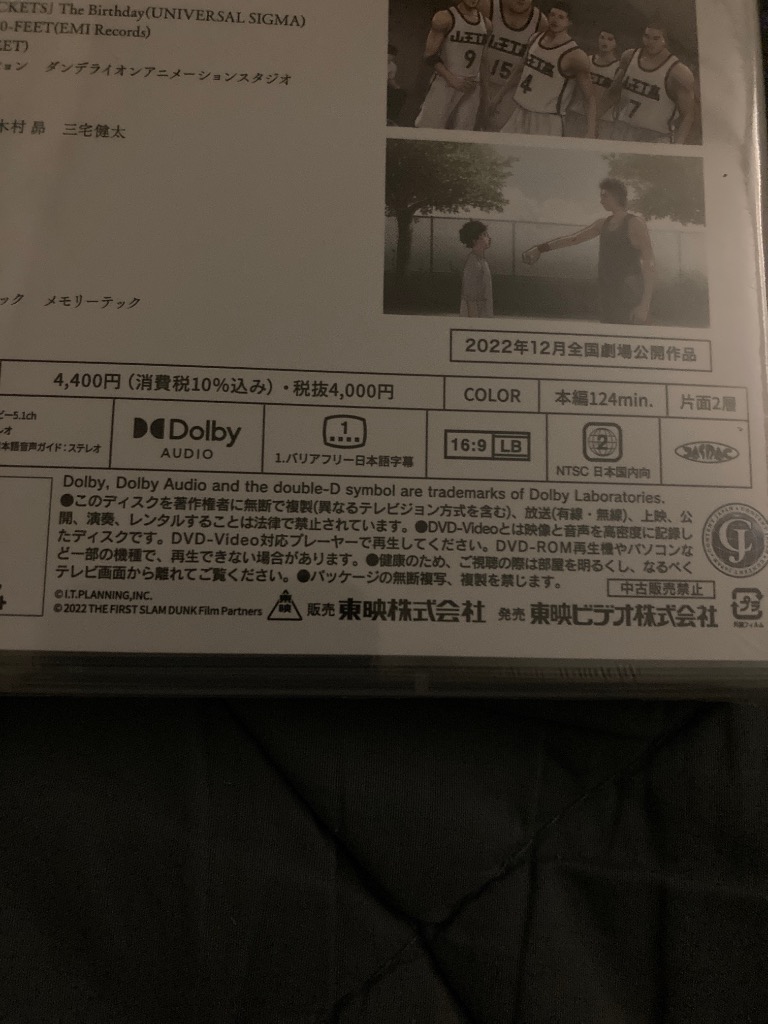 CKETS」 The Birthday(UNIVERSAL SIGMA)
0-FEET(EMI Records)
EET)
ョン ダンデライオンアニメーションスタジオ
木村 昴 三宅健太
ック メモリーテック
9
15
4
7
2022年12月全国劇場公開作品
4,400円(消費税10%込み)・税抜4,000円
COLOR
本編124min.
片面2層
ビー5.1ch
レオ
本語音声ガイド:ステレオ
Dolby
AUDIO
1
1.バリアフリー日本語字幕
16:9 LB
2
NTSC 日本国内向
JASRAC
Dolby, Dolby Audio and the double-D symbol are trademarks of Dolby Laboratories.
●このディスクを著作権者に無断で複製(異なるテレビジョン方式を含む)、放送(有線・無線)、上映、公
開、演奏、レンタルすることは法律で禁止されています。●DVD-Videoとは映像と音声を高密度に記録し
たディスクです。DVD-Video対応プレーヤーで再生してください。DVD-ROM再生機やパソコンな
ど一部の機種で、再生できない場合があります。●健康のため、ご視聴の際は部屋を明るくし、なるべく
テレビ画面から離れてご覧ください。●パッケージの無断複写、複製を禁じます。
中古販売禁止
©I.T.PLANNING,INC.
©2022 THE FIRST SLAM DUNK Film Partners
東映
販売 東映株式会社 発売 東映ビデオ株式会社
プラ